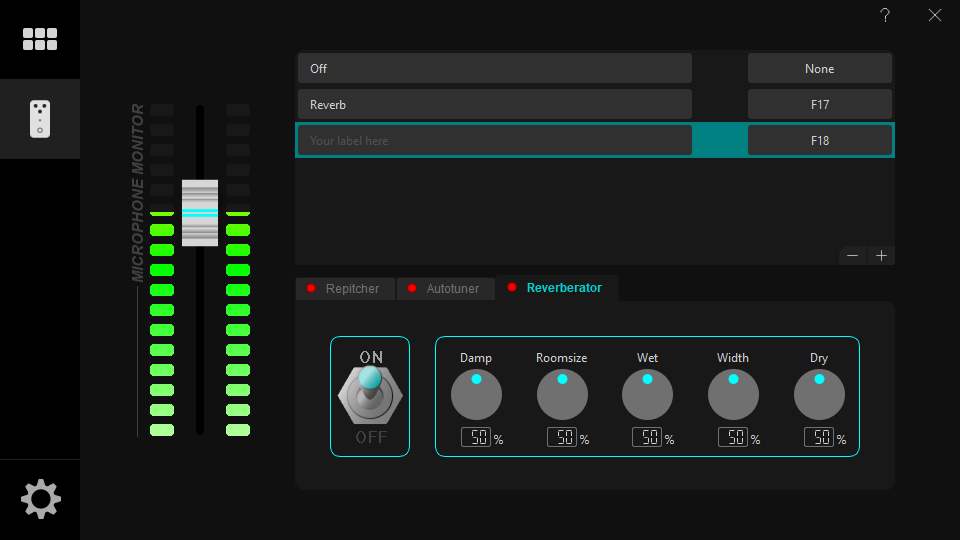 ?
Off
None
Reverb
F17
Your label here
F18
MICROPHONE MONITOR
Repitcher
Autotuner
Reverberator
ON
OFF
Damp
Roomsize
Wet
Width
Dry
50 %
50 %
50 %
50 %
50 %